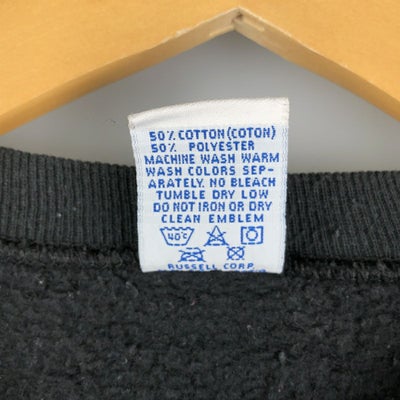 50% COTTON (COTON)
50% POLYESTER
MACHINE WASH WARM
WASH COLORS SEP-
ARATELY. NO BLEACH
TUMBLE DRY LOW
DO NOT IRON OR DRY
CLEAN EMBLEM
40°C
RUSSELL CORP